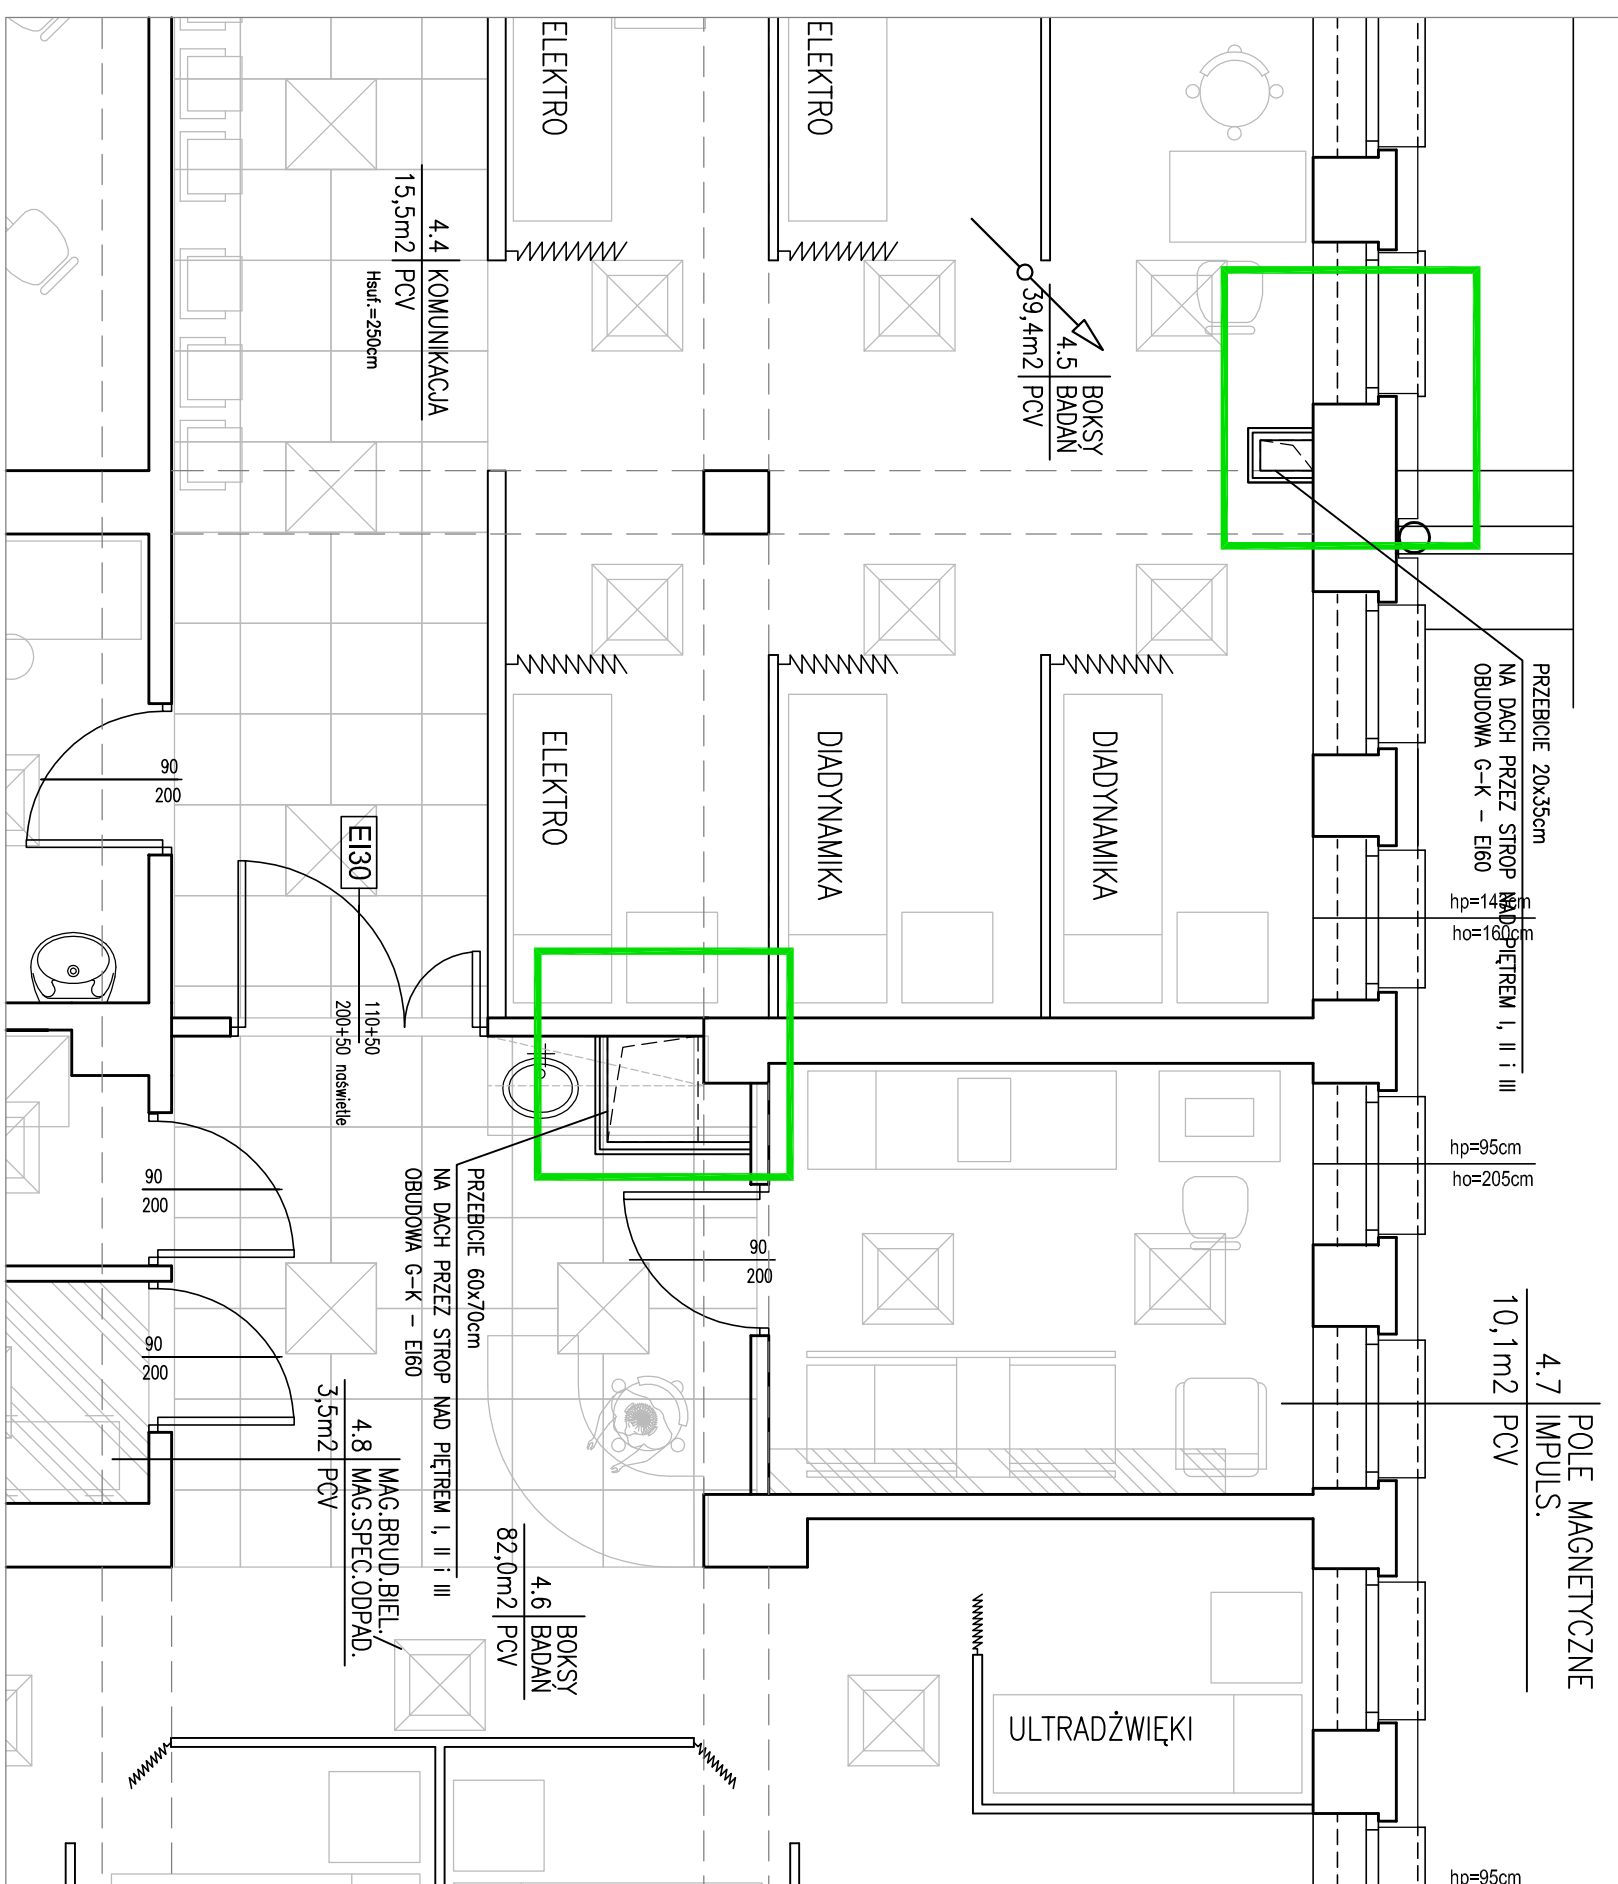 ELEKTRO
ELEKTRO
4.4 KOMUNIKACJA
15,5m2 PCV
Hsuf.=250cm
BOKSY
4.5 BADAŃ
39,4m2 PCV
PRZEBICIE 20x35cm
NA DACH PRZEZ STROP NAD PIĘTREM I, II i III
OBUDOWA G-K - EI60
ELEKTRO
DIADYNAMIKA
DIADYNAMIKA
90
200
EI30
110+50
200+50 naświetle
ho=160cm
hp=95cm
ho=205cm
90
200
90
200
90
200
PRZEBICIE 60x70cm
NA DACH PRZEZ STROP NAD PIĘTREM I, II i III
OBUDOWA G-K - EI60
POLE MAGNETYCZNE
4.7 IMPULS.
10,1m2 PCV
MAG.BRUD.BIEL.
4.8 MAG.SPEC.ODPAD.
3,5m2 PCV
BOKSY
4.6 BADAŃ
82,0m2 PCV
ULTRADŹWIĘKI
hp=95cm